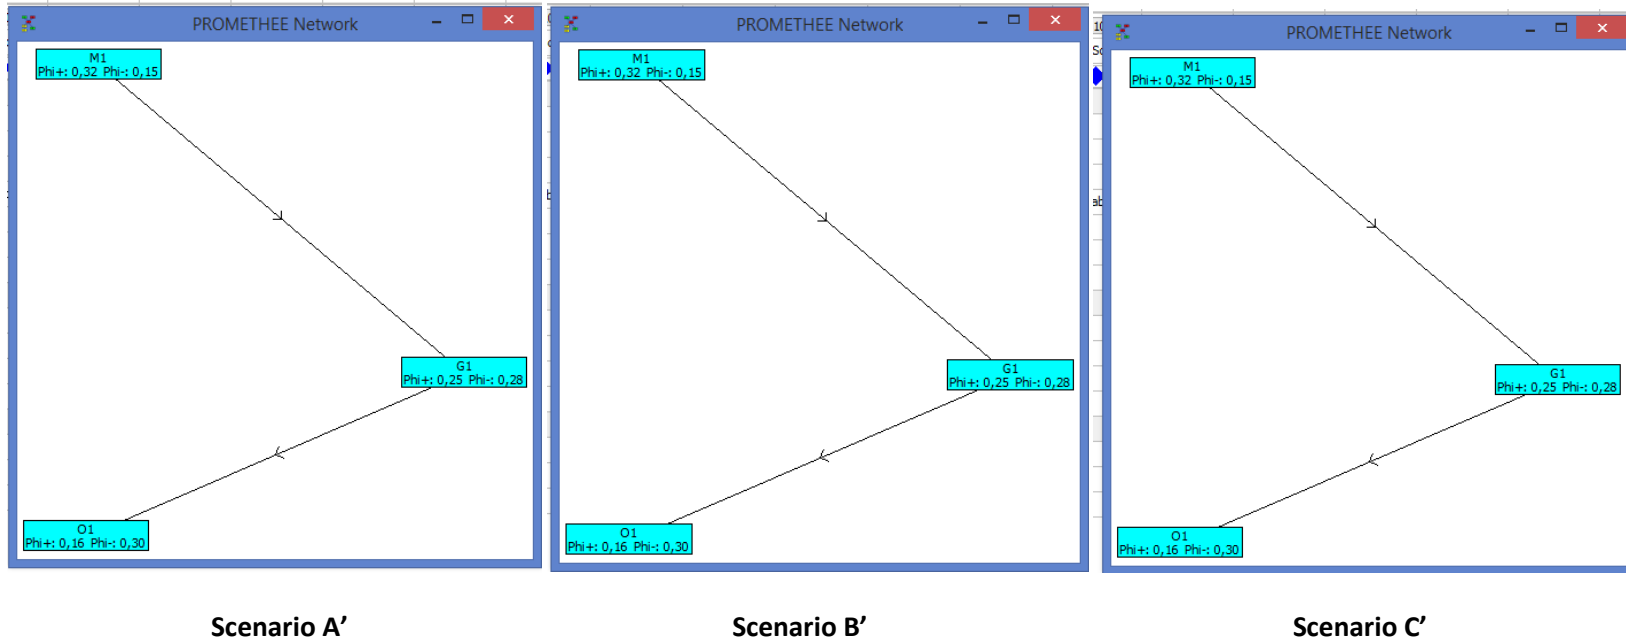 PROMETHEE Network
M1
Phi+: 0,32 Phi-: 0,15
G1
Phi+: 0,25 Phi-: 0,28
O1
Phi+: 0,16 Phi-: 0,30
Scenario A’
PROMETHEE Network
M1
Phi+: 0,32 Phi-: 0,15
G1
Phi+: 0,25 Phi-: 0,28
O1
Phi+: 0,16 Phi-: 0,30
Scenario B’
PROMETHEE Network
M1
Phi+: 0,32 Phi-: 0,15
G1
Phi+: 0,25 Phi-: 0,28
O1
Phi+: 0,16 Phi-: 0,30
Scenario C’